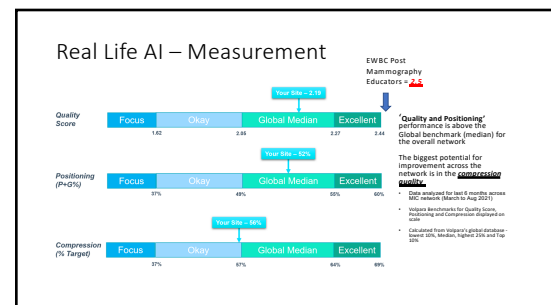 Real Life AI – Measurement
EWBC Post
Mammography
Educators = 2.5
Your Site – 2.19
Quality
Score
Focus
Okay
Global Median
Excellent
1.62
2.05
2.27
2.44
Your Site – 52%
Positioning
(P+G%)
Focus
Okay
Global Median
Excellent
37%
49%
55%
60%
Your Site – 56%
Compression
(% Target)
Focus
Okay
Global Median
Excellent
37%
57%
64%
69%
'Quality and Positioning'
performance is above the
Global benchmark (median) for
the overall network
The biggest potential for
improvement across the
network is in the compression
quality
• Data analyzed for last 6 months across
MIC network (March to Aug 2021)
• Volpara Benchmarks for Quality Score,
Positioning and Compression displayed on
scale
• Calculated from Volpara's global database -
lowest 10%, Median, highest 25% and Top
10%